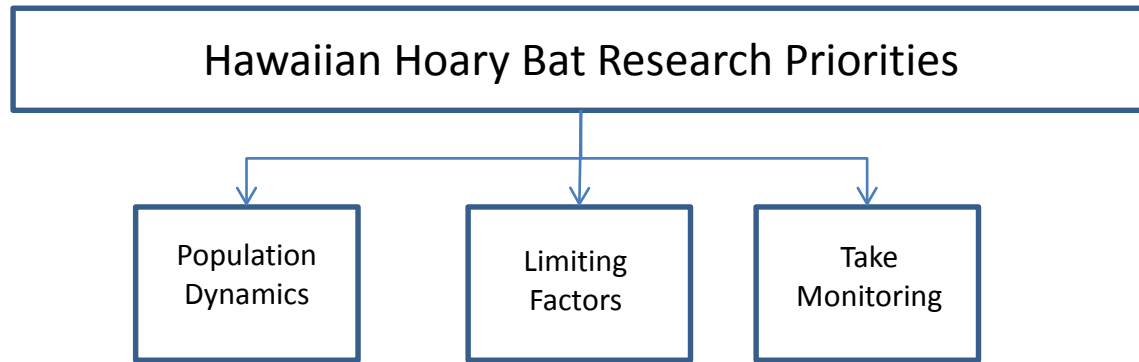 Hawaiian Hoary Bat Research Priorities
Population
Dynamics
Limiting
Factors
Take
Monitoring